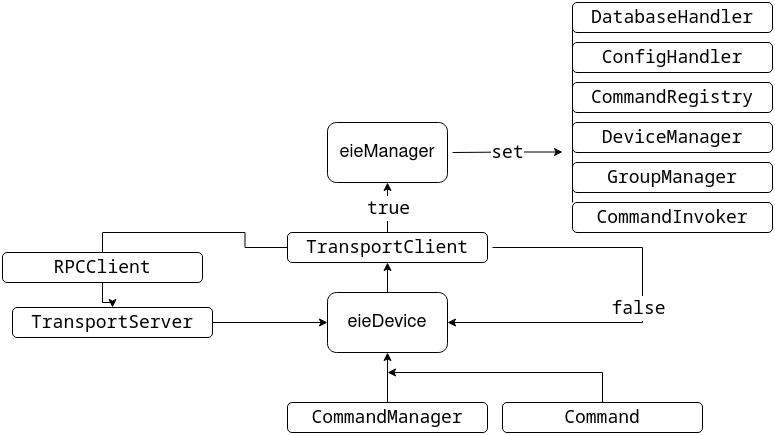 DatabaseHandler
ConfigHandler
CommandRegistry
DeviceManager
GroupManager
CommandInvoker
eieManager
set
true
TransportClient
RPCClient
TransportServer
eieDevice
false
CommandManager
Command